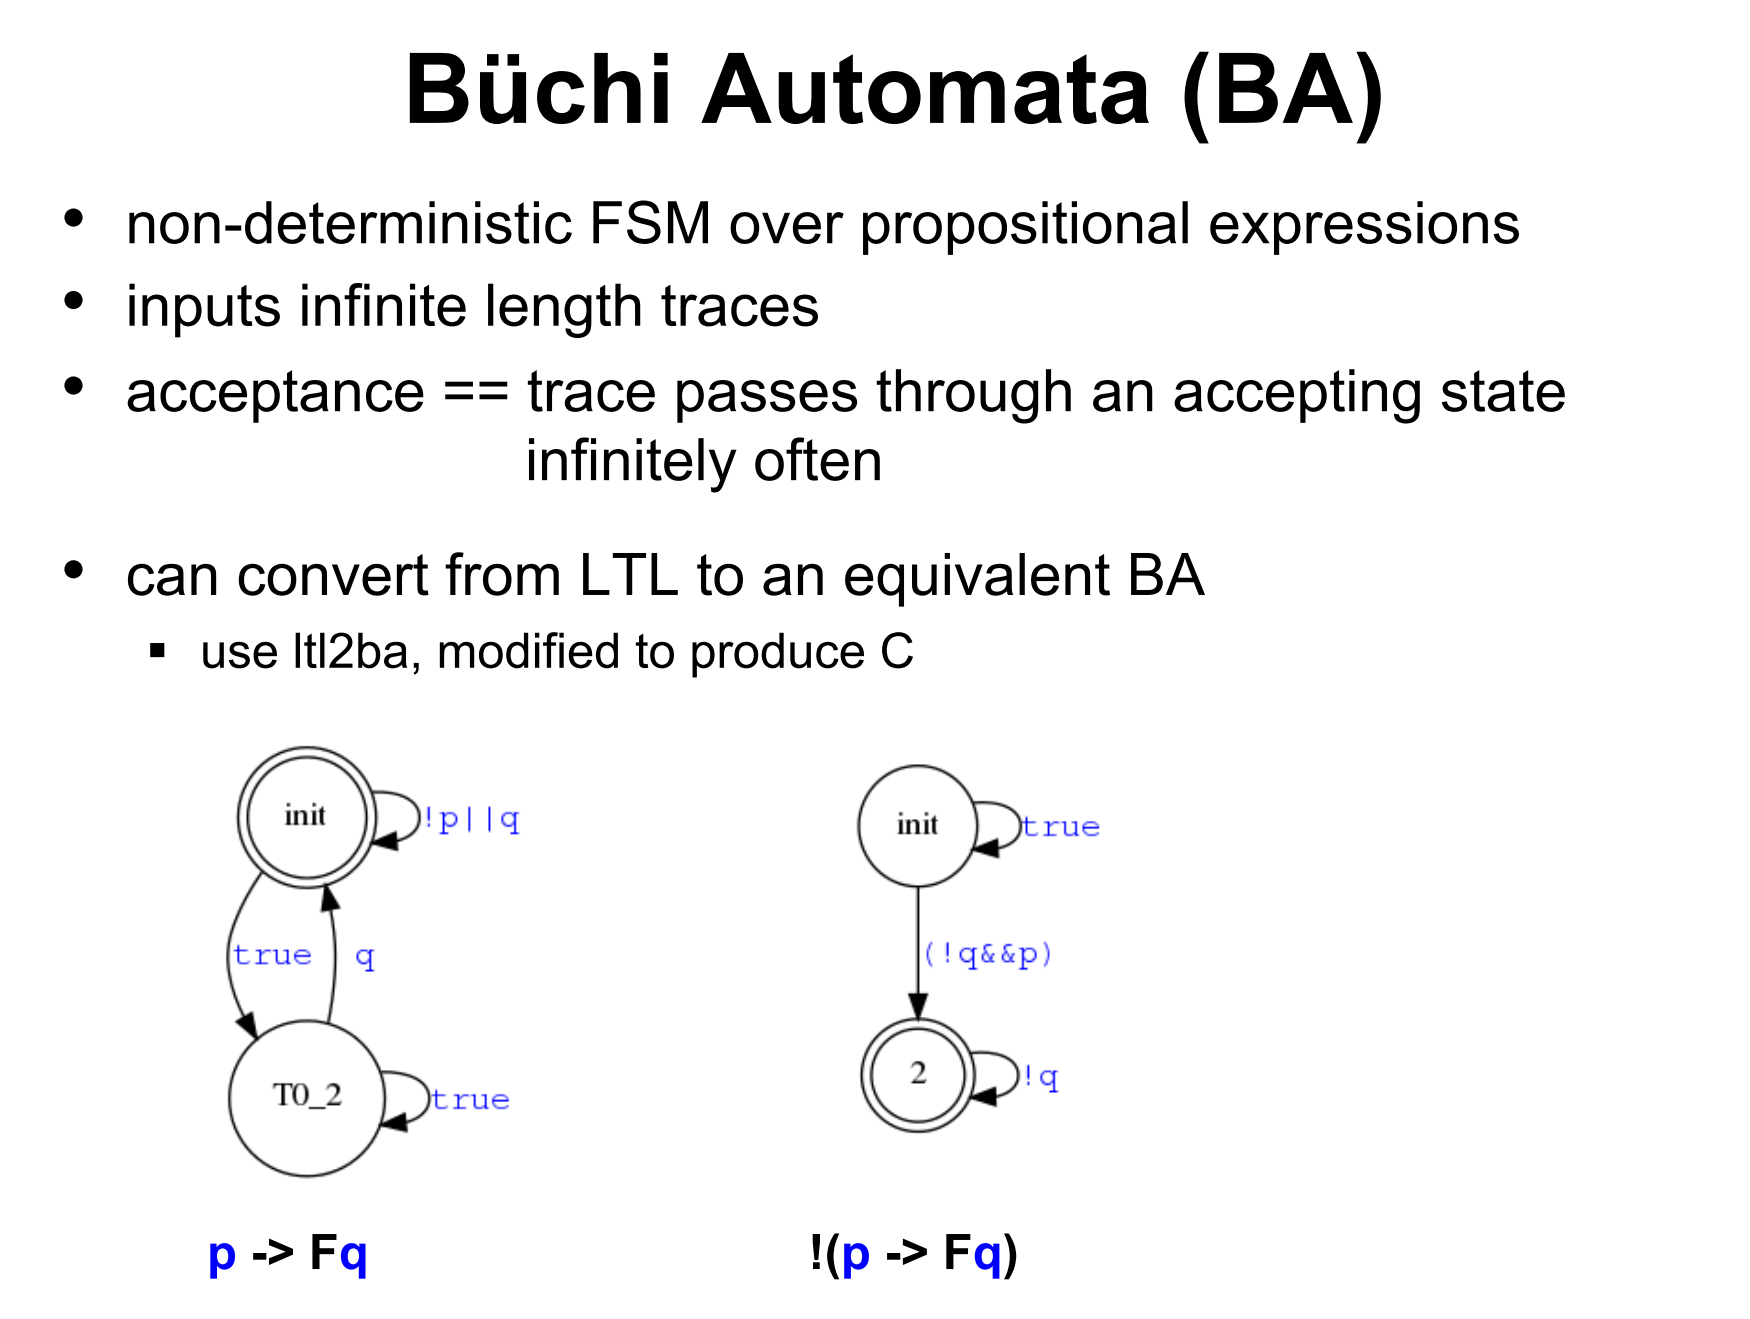 Büchi Automata (BA)
• non-deterministic FSM over propositional expressions
• inputs infinite length traces
• acceptance == trace passes through an accepting state
infinitely often
• can convert from LTL to an equivalent BA
▪ use ltl2ba, modified to produce C
init
!p||q
true
q
T0_2
true
p -> Fq
init
true
(!q&&p)
2
!q
!(p -> Fq)